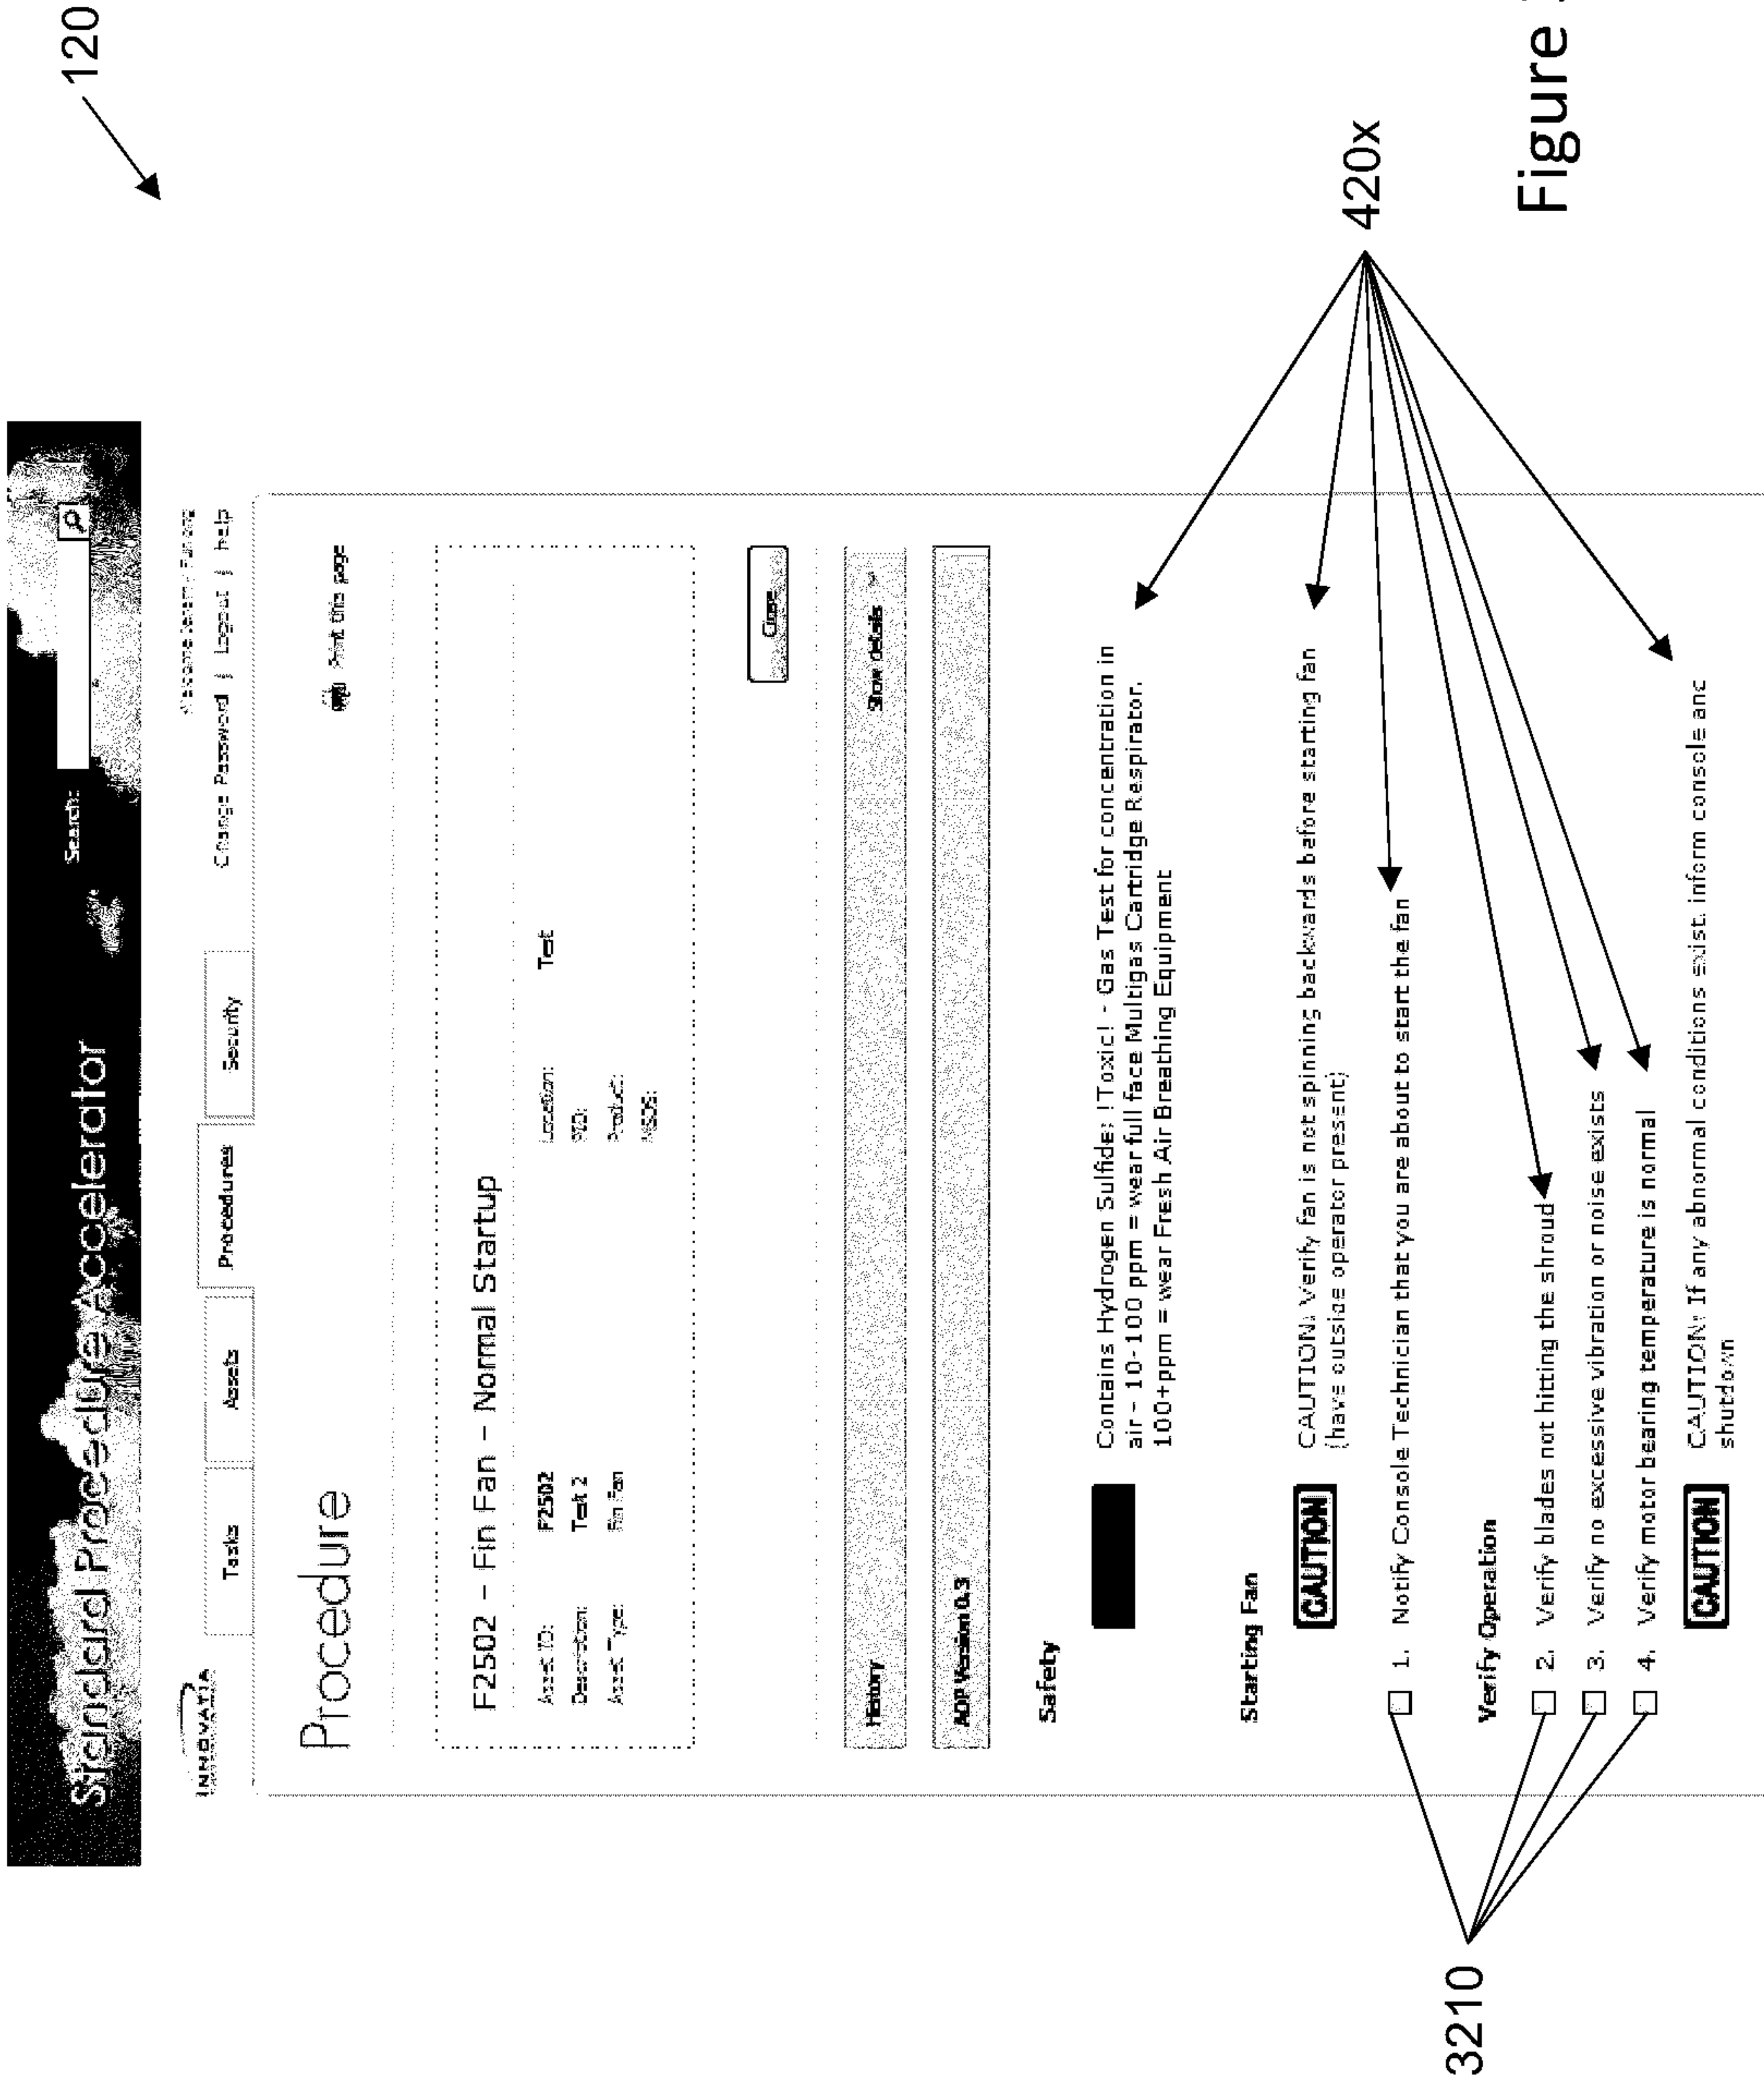 120
Standard Procedure Accelerator
Search:
INNOVATIA
Tasks
Assets
Procedures
Security
Change Password | Logout | help
Procedure
Print this page
F2502 - Fin Fan - Normal Startup
Asset ID: F2502 Location: Test
Description: Test 2 PID:
Asset Type: Fin Fan Product:
MSDS:
Close
History Show details
AOP Version 0.3
Safety
Contains Hydrogen Sulfide: !Toxic! - Gas Test for concentration in
air - 10-100 ppm = wear full face Multigas Cartridge Respirator.
100+ppm = wear Fresh Air Breathing Equipment
Starting Fan
CAUTION CAUTION: Verify fan is not spinning backwards before starting fan
(have outside operator present)
1. Notify Console Technician that you are about to start the fan
Verify Operation
2. Verify blades not hitting the shroud
3. Verify no excessive vibration or noise exists
4. Verify motor bearing temperature is normal
CAUTION CAUTION: If any abnormal conditions exist. inform console and
shutdown
3210
420x
Figure